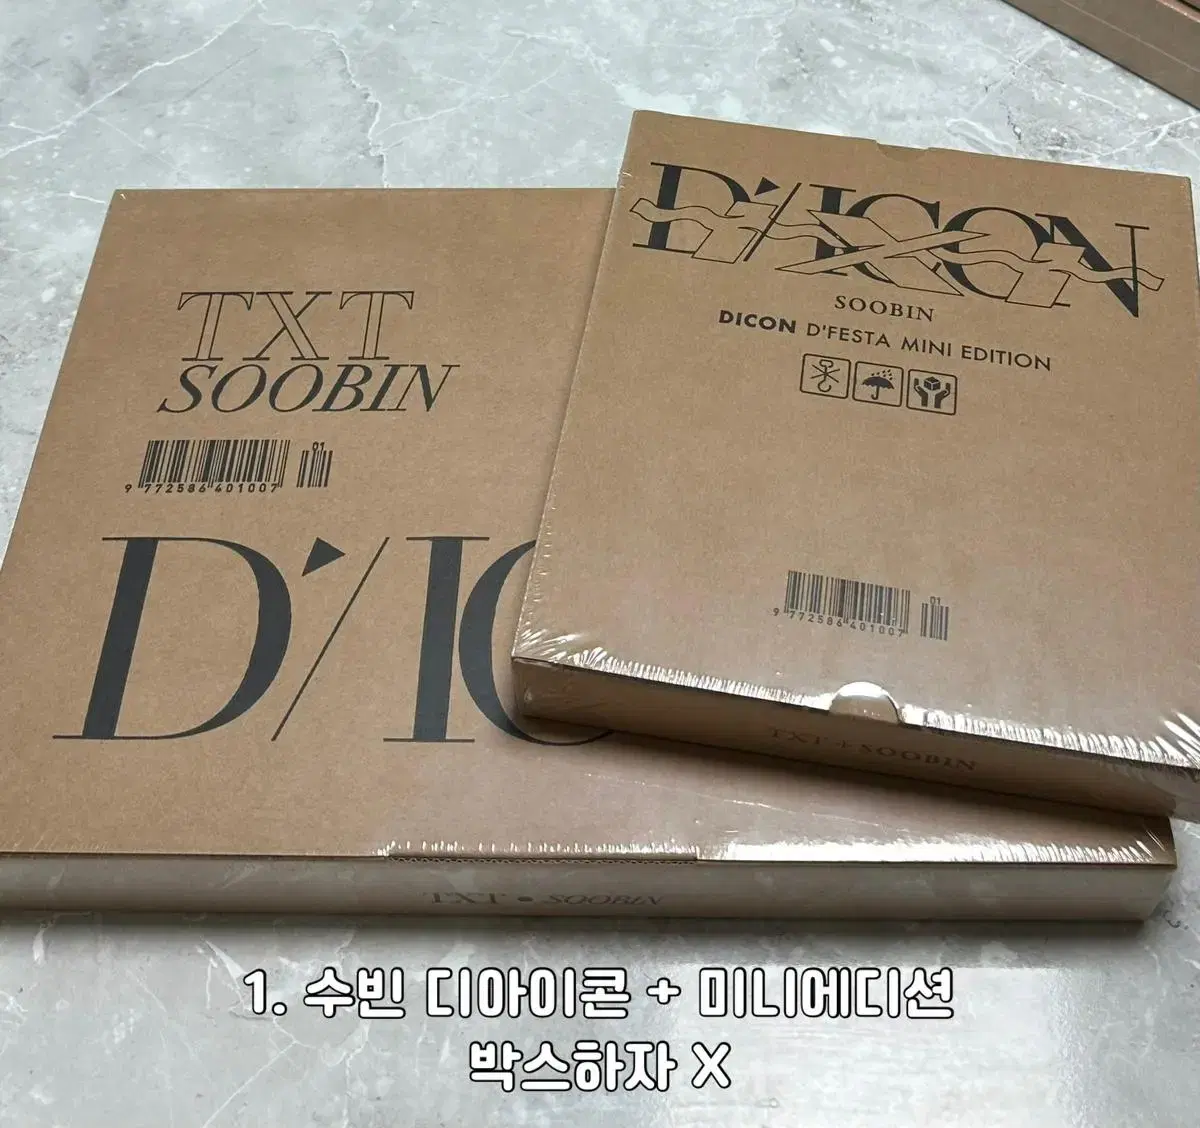 TXT
SOOBIN
01
9 772586 401007
D'/IC
TXT • SOOBIN
D'/ICON
TXT
SOOBIN
DICON D'FESTA MINI EDITION
01
9 772586 401007
TXT + SOOBIN
1. 수빈 디아이콘 + 미니에디션
박스하자 X